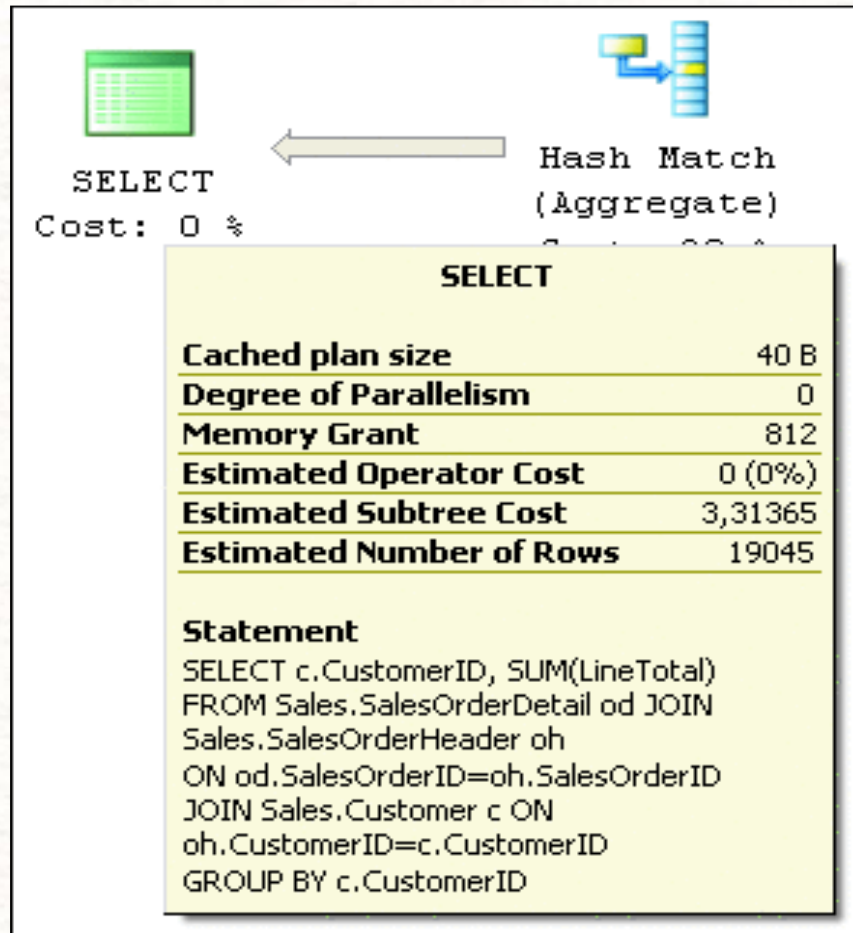 SELECT
Cost: 0 %
Hash Match
(Aggregate)
SELECT
Cached plan size 40 B
Degree of Parallelism 0
Memory Grant 812
Estimated Operator Cost 0 (0%)
Estimated Subtree Cost 3,31365
Estimated Number of Rows 19045
Statement
SELECT c.CustomerID, SUM(LineTotal)
FROM Sales.SalesOrderDetail od JOIN
Sales.SalesOrderHeader oh
ON od.SalesOrderID=oh.SalesOrderID
JOIN Sales.Customer c ON
oh.CustomerID=c.CustomerID
GROUP BY c.CustomerID